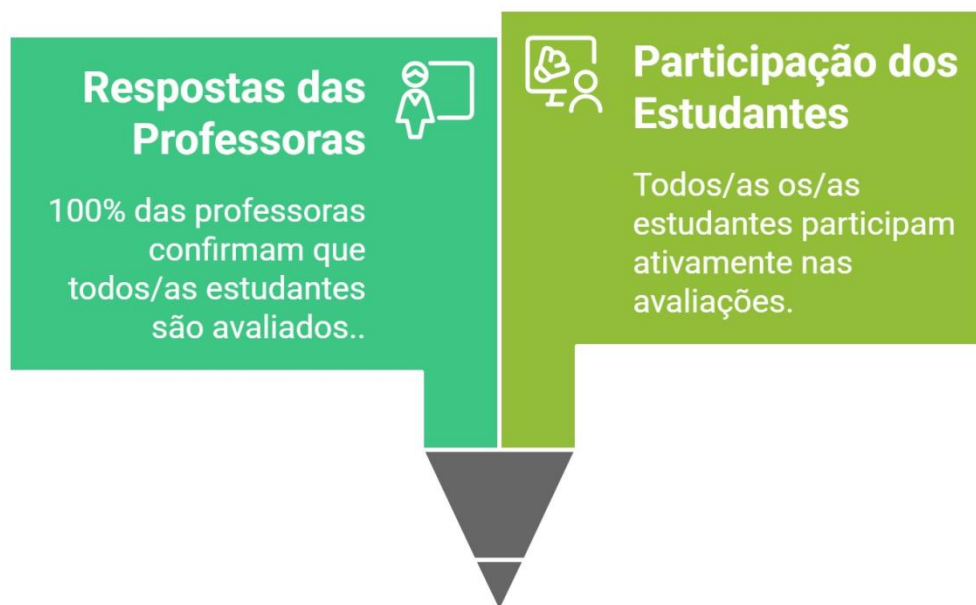 Respostas das
Professoras
100% das professoras
confirmam que
todos/as estudantes
são avaliados..
Participação dos
Estudantes
Todos/as os/as
estudantes participam
ativamente nas
avaliações.